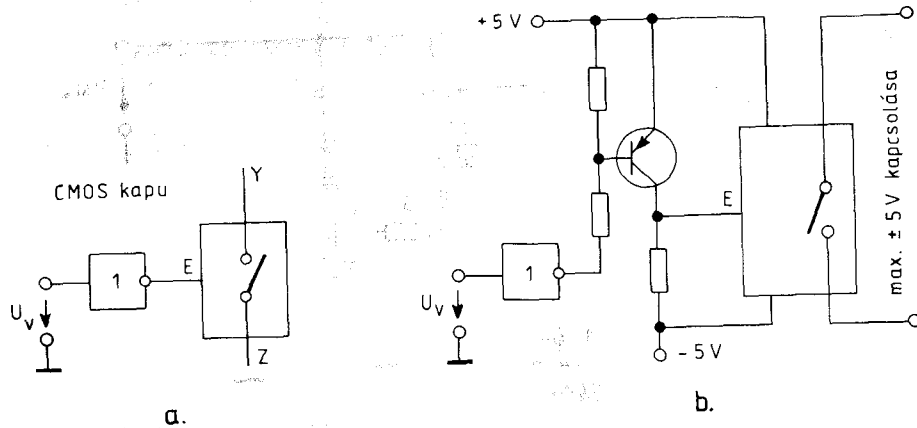 +5 V
CMOS kapu
Y
E
1
U_v
Z
a.
E
1
U_v
-5 V
max. ± 5 V kapcsolása
b.